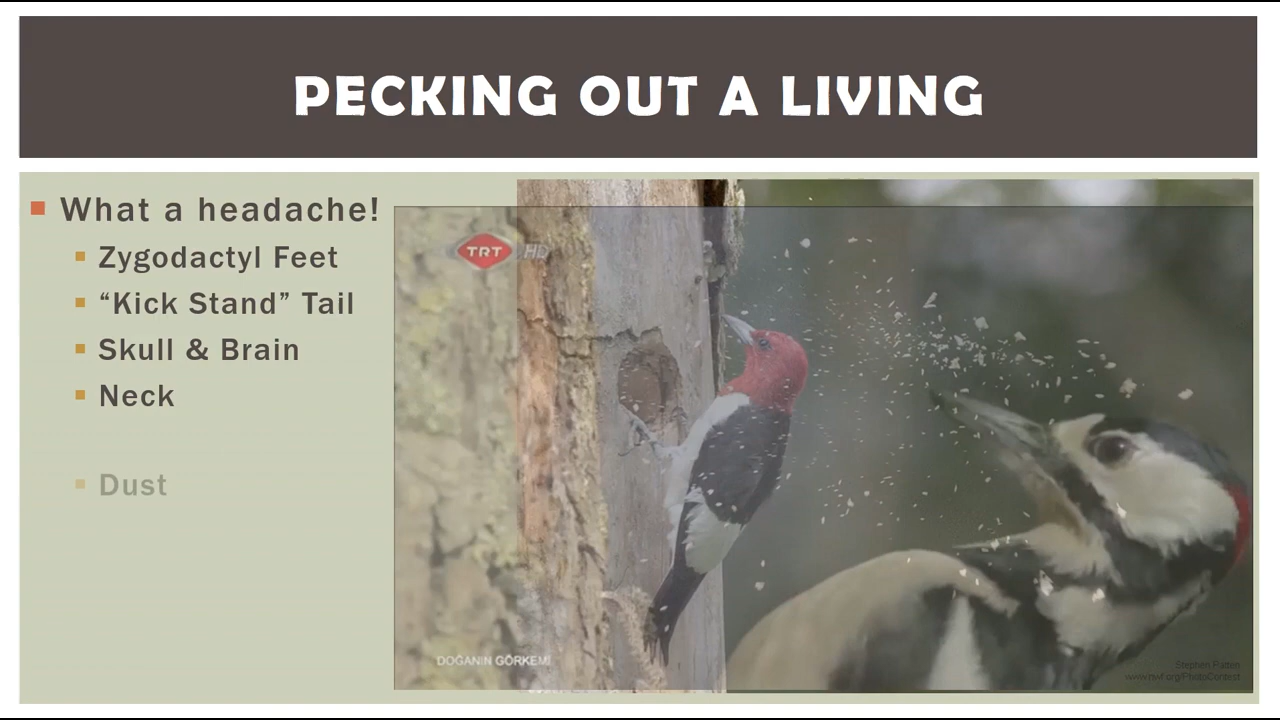 PECKING OUT A LIVING
What a headache!
Zygodactyl Feet
“Kick Stand” Tail
Skull & Brain
Neck
Dust
TRT HD
DOĞANIN GÖRKEMİ
Stephen Patten
www.nwf.org/PhotoContest